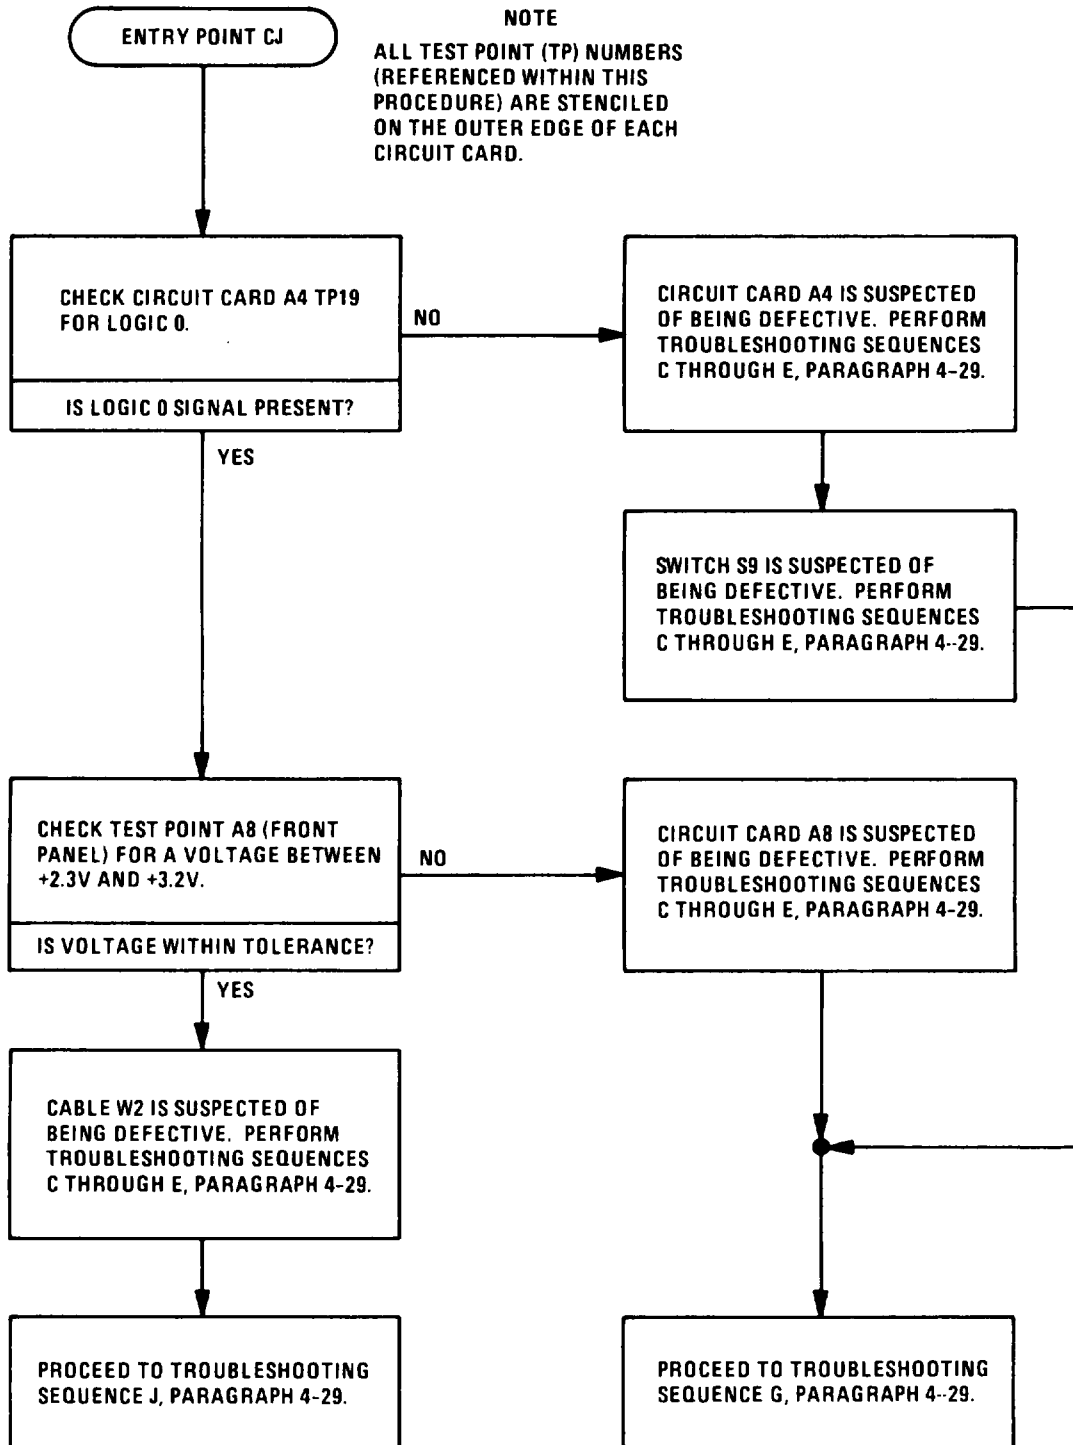 ENTRY POINT CJ
NOTE
ALL TEST POINT (TP) NUMBERS
(REFERENCED WITHIN THIS
PROCEDURE) ARE STENCILED
ON THE OUTER EDGE OF EACH
CIRCUIT CARD.
CHECK CIRCUIT CARD A4 TP19
FOR LOGIC 0.
IS LOGIC 0 SIGNAL PRESENT?
NO
CIRCUIT CARD A4 IS SUSPECTED
OF BEING DEFECTIVE. PERFORM
TROUBLESHOOTING SEQUENCES
C THROUGH E, PARAGRAPH 4-29.
YES
SWITCH S9 IS SUSPECTED OF
BEING DEFECTIVE. PERFORM
TROUBLESHOOTING SEQUENCES
C THROUGH E, PARAGRAPH 4-29.
CHECK TEST POINT A8 (FRONT
PANEL) FOR A VOLTAGE BETWEEN
+2.3V AND +3.2V.
IS VOLTAGE WITHIN TOLERANCE?
NO
CIRCUIT CARD A8 IS SUSPECTED
OF BEING DEFECTIVE. PERFORM
TROUBLESHOOTING SEQUENCES
C THROUGH E, PARAGRAPH 4-29.
YES
CABLE W2 IS SUSPECTED OF
BEING DEFECTIVE. PERFORM
TROUBLESHOOTING SEQUENCES
C THROUGH E, PARAGRAPH 4-29.
PROCEED TO TROUBLESHOOTING
SEQUENCE J, PARAGRAPH 4-29.
PROCEED TO TROUBLESHOOTING
SEQUENCE G, PARAGRAPH 4-29.